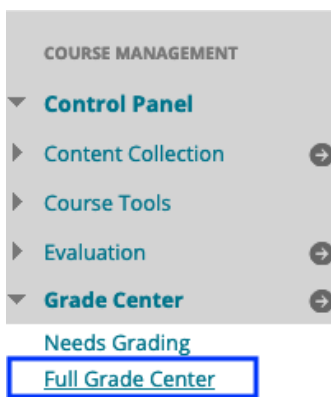 COURSE MANAGEMENT
Control Panel
Content Collection
Course Tools
Evaluation
Grade Center
Needs Grading
Full Grade Center